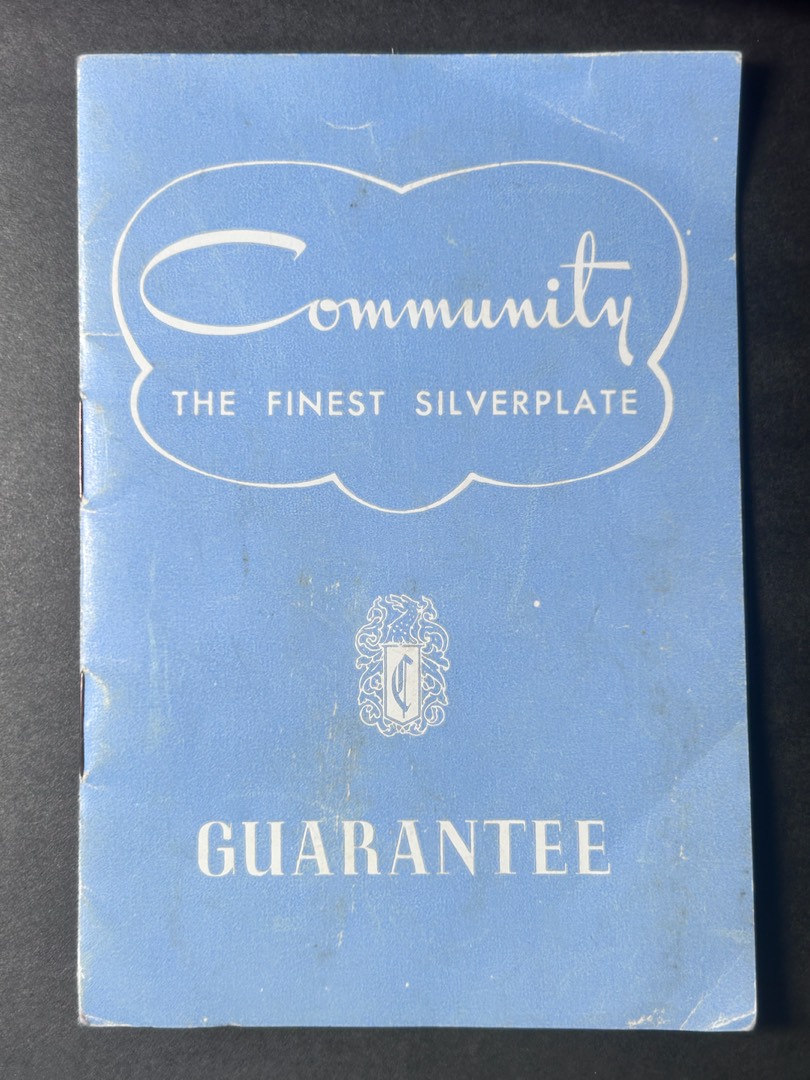 Community
THE FINEST SILVERPLATE
C
GUARANTEE